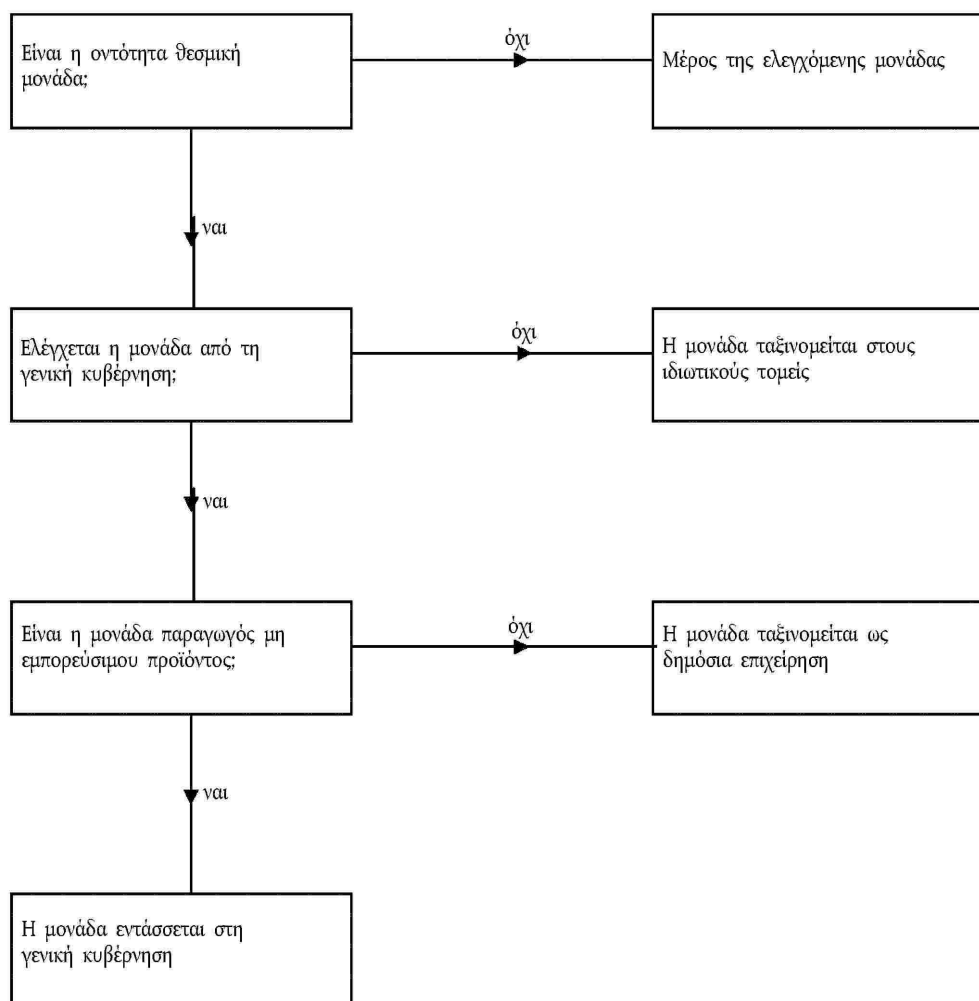 Είναι η οντότητα θεσμική
μονάδα;
όχι
Μέρος της ελεγχόμενης μονάδας
ναι
Ελέγχεται η μονάδα από τη
γενική κυβέρνηση;
όχι
Η μονάδα ταξινομείται στους
ιδιωτικούς τομείς
ναι
Είναι η μονάδα παραγωγός μη
εμπορεύσιμου προϊόντος;
όχι
Η μονάδα ταξινομείται ως
δημόσια επιχείρηση
ναι
Η μονάδα εντάσσεται στη
γενική κυβέρνηση